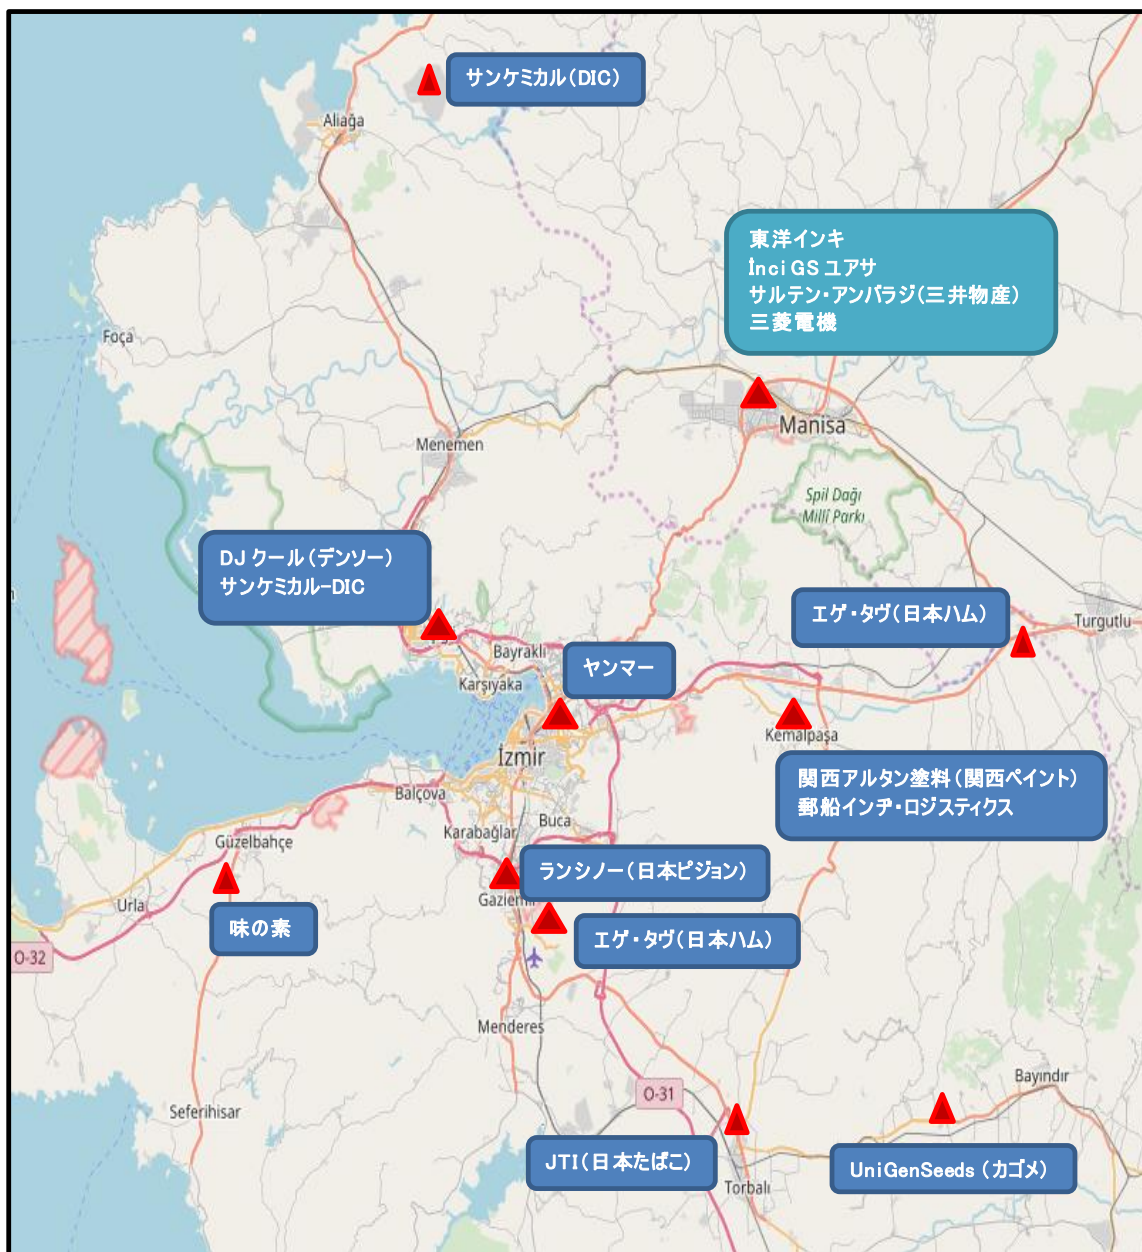 サンケミカル(DIC)
Aliağa
東洋インキ
İnci GS ユアサ
サルテン・アンバラジ(三井物産)
三菱電機
Foça
Manisa
Menemen
Spil Dağı
Millî Parkı
DJ クール(デンソー)
サンケミカル-DIC
エゲ・タヴ(日本ハム)
Turgutlu
Bayraklı
ヤンマー
Karşıyaka
Kemalpaşa
İzmir
関西アルタン塗料(関西ペイント)
郵船インヂ・ロジスティクス
Balçova
Buca
Karabağlar
Güzelbahçe
ランシノー(日本ピジョン)
Urla
味の素
エゲ・タヴ(日本ハム)
O-32
Menderes
Bayındır
O-31
Seferihisar
JTI(日本たばこ)
UniGenSeeds (カゴメ)
Torbalı